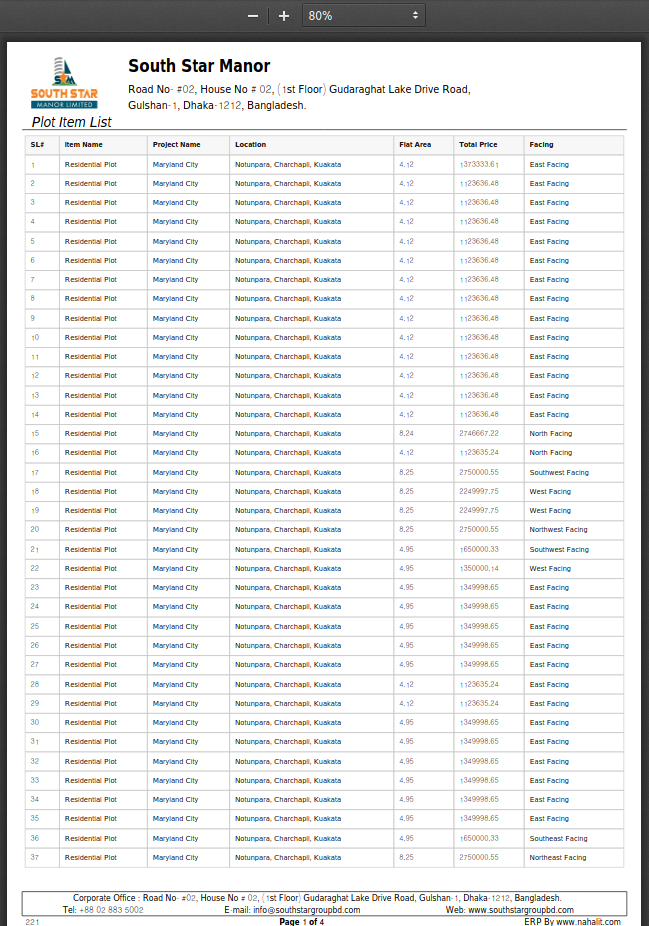 80%
SOUTH STAR
MANOR LIMITED
South Star Manor
Road No- #02, House No # 02, (1st Floor) Gudaraghat Lake Drive Road,
Gulshan-1, Dhaka-1212, Bangladesh.
Plot Item List
SL# Item Name Project Name Location Flat Area Total Price Facing
1 Residential Plot Maryland City Notunpara, Charchapli, Kuakata 4.12 1373333.61 East Facing
2 Residential Plot Maryland City Notunpara, Charchapli, Kuakata 4.12 1123636.48 East Facing
3 Residential Plot Maryland City Notunpara, Charchapli, Kuakata 4.12 1123636.48 East Facing
4 Residential Plot Maryland City Notunpara, Charchapli, Kuakata 4.12 1123636.48 East Facing
5 Residential Plot Maryland City Notunpara, Charchapli, Kuakata 4.12 1123636.48 East Facing
6 Residential Plot Maryland City Notunpara, Charchapli, Kuakata 4.12 1123636.48 East Facing
7 Residential Plot Maryland City Notunpara, Charchapli, Kuakata 4.12 1123636.48 East Facing
8 Residential Plot Maryland City Notunpara, Charchapli, Kuakata 4.12 1123636.48 East Facing
9 Residential Plot Maryland City Notunpara, Charchapli, Kuakata 4.12 1123636.48 East Facing
10 Residential Plot Maryland City Notunpara, Charchapli, Kuakata 4.12 1123636.48 East Facing
11 Residential Plot Maryland City Notunpara, Charchapli, Kuakata 4.12 1123636.48 East Facing
12 Residential Plot Maryland City Notunpara, Charchapli, Kuakata 4.12 1123636.48 East Facing
13 Residential Plot Maryland City Notunpara, Charchapli, Kuakata 4.12 1123636.48 East Facing
14 Residential Plot Maryland City Notunpara, Charchapli, Kuakata 4.12 1123636.48 East Facing
15 Residential Plot Maryland City Notunpara, Charchapli, Kuakata 8.24 2746667.22 North Facing
16 Residential Plot Maryland City Notunpara, Charchapli, Kuakata 4.12 1123635.24 North Facing
17 Residential Plot Maryland City Notunpara, Charchapli, Kuakata 8.25 2750000.55 Southwest Facing
18 Residential Plot Maryland City Notunpara, Charchapli, Kuakata 8.25 2249997.75 West Facing
19 Residential Plot Maryland City Notunpara, Charchapli, Kuakata 8.25 2249997.75 West Facing
20 Residential Plot Maryland City Notunpara, Charchapli, Kuakata 8.25 2750000.55 Northwest Facing
21 Residential Plot Maryland City Notunpara, Charchapli, Kuakata 4.95 1650000.33 Southwest Facing
22 Residential Plot Maryland City Notunpara, Charchapli, Kuakata 4.95 1350000.14 West Facing
23 Residential Plot Maryland City Notunpara, Charchapli, Kuakata 4.95 1349998.65 East Facing
24 Residential Plot Maryland City Notunpara, Charchapli, Kuakata 4.95 1349998.65 East Facing
25 Residential Plot Maryland City Notunpara, Charchapli, Kuakata 4.95 1349998.65 East Facing
26 Residential Plot Maryland City Notunpara, Charchapli, Kuakata 4.95 1349998.65 East Facing
27 Residential Plot Maryland City Notunpara, Charchapli, Kuakata 4.95 1349998.65 East Facing
28 Residential Plot Maryland City Notunpara, Charchapli, Kuakata 4.12 1123635.24 East Facing
29 Residential Plot Maryland City Notunpara, Charchapli, Kuakata 4.12 1123635.24 East Facing
30 Residential Plot Maryland City Notunpara, Charchapli, Kuakata 4.95 1349998.65 East Facing
31 Residential Plot Maryland City Notunpara, Charchapli, Kuakata 4.95 1349998.65 East Facing
32 Residential Plot Maryland City Notunpara, Charchapli, Kuakata 4.95 1349998.65 East Facing
33 Residential Plot Maryland City Notunpara, Charchapli, Kuakata 4.95 1349998.65 East Facing
34 Residential Plot Maryland City Notunpara, Charchapli, Kuakata 4.95 1349998.65 East Facing
35 Residential Plot Maryland City Notunpara, Charchapli, Kuakata 4.95 1349998.65 East Facing
36 Residential Plot Maryland City Notunpara, Charchapli, Kuakata 4.95 1650000.33 Southeast Facing
37 Residential Plot Maryland City Notunpara, Charchapli, Kuakata 8.25 2750000.55 Northeast Facing
Corporate Office : Road No- #02, House No # 02, (1st Floor) Gudaraghat Lake Drive Road, Gulshan-1, Dhaka-1212, Bangladesh.
Tel: +88 02 883 5002 E-mail: info@southstargroupbd.com Web: www.southstargroupbd.com
221 Page 1 of 4 ERP By www.nahalit.com